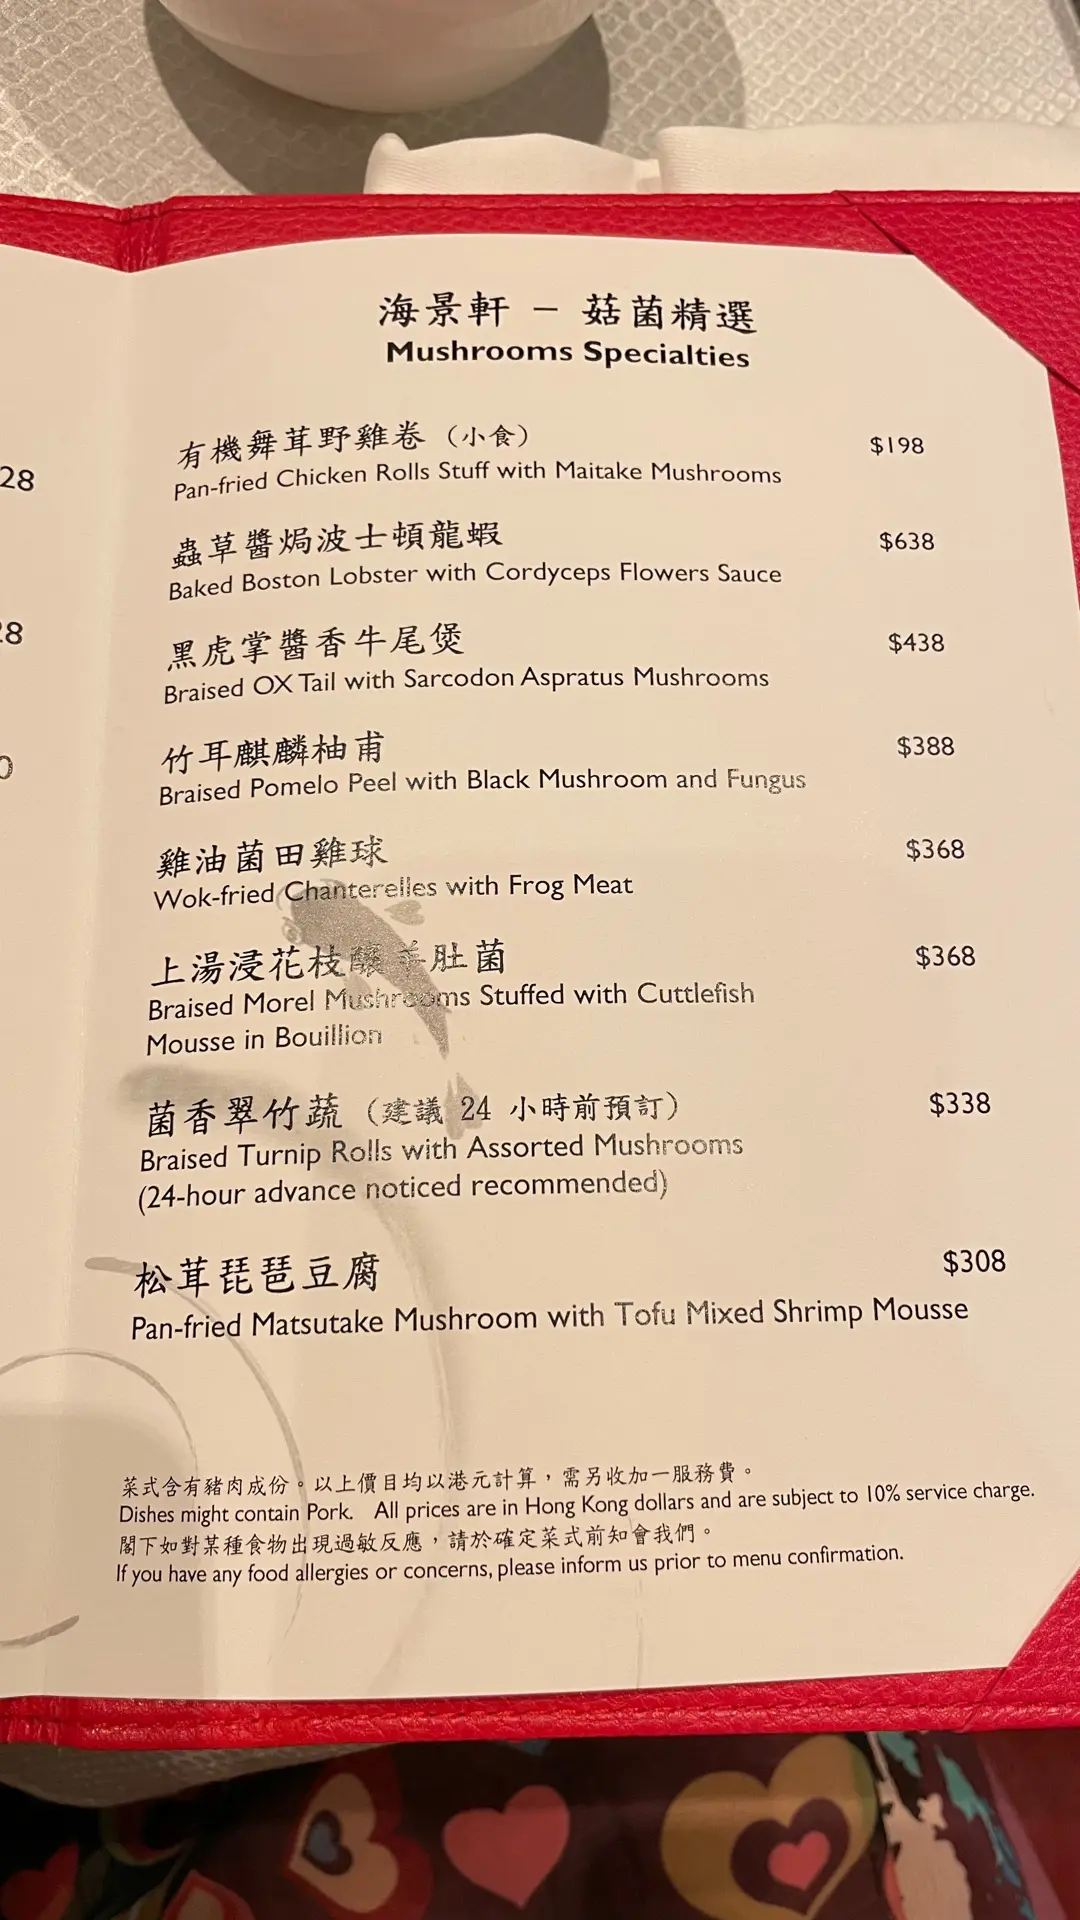 海景軒 – 菇菌精選
Mushrooms Specialties
有機舞茸野雞卷（小食） $198
Pan-fried Chicken Rolls Stuff with Maitake Mushrooms
蟲草醬焗波士頓龍蝦 $638
Baked Boston Lobster with Cordyceps Flowers Sauce
黑虎掌醬香牛尾煲 $438
Braised OX Tail with Sarcodon Aspratus Mushrooms
竹耳麒麟柚甫 $388
Braised Pomelo Peel with Black Mushroom and Fungus
雞油菌田雞球 $368
Wok-fried Chanterelles with Frog Meat
上湯浸花枝釀羊肚菌 $368
Braised Morel Mushrooms Stuffed with Cuttlefish
Mousse in Bouillion
菌香翠竹蔬（建議 24 小時前預訂） $338
Braised Turnip Rolls with Assorted Mushrooms
(24-hour advance noticed recommended)
松茸琵琶豆腐 $308
Pan-fried Matsutake Mushroom with Tofu Mixed Shrimp Mousse
菜式含有豬肉成份。以上價目均以港元計算，需另收加一服務費。
Dishes might contain Pork. All prices are in Hong Kong dollars and are subject to 10% service charge.
閣下如對某種食物出現過敏反應，請於確定菜式前知會我們。
If you have any food allergies or concerns, please inform us prior to menu confirmation.